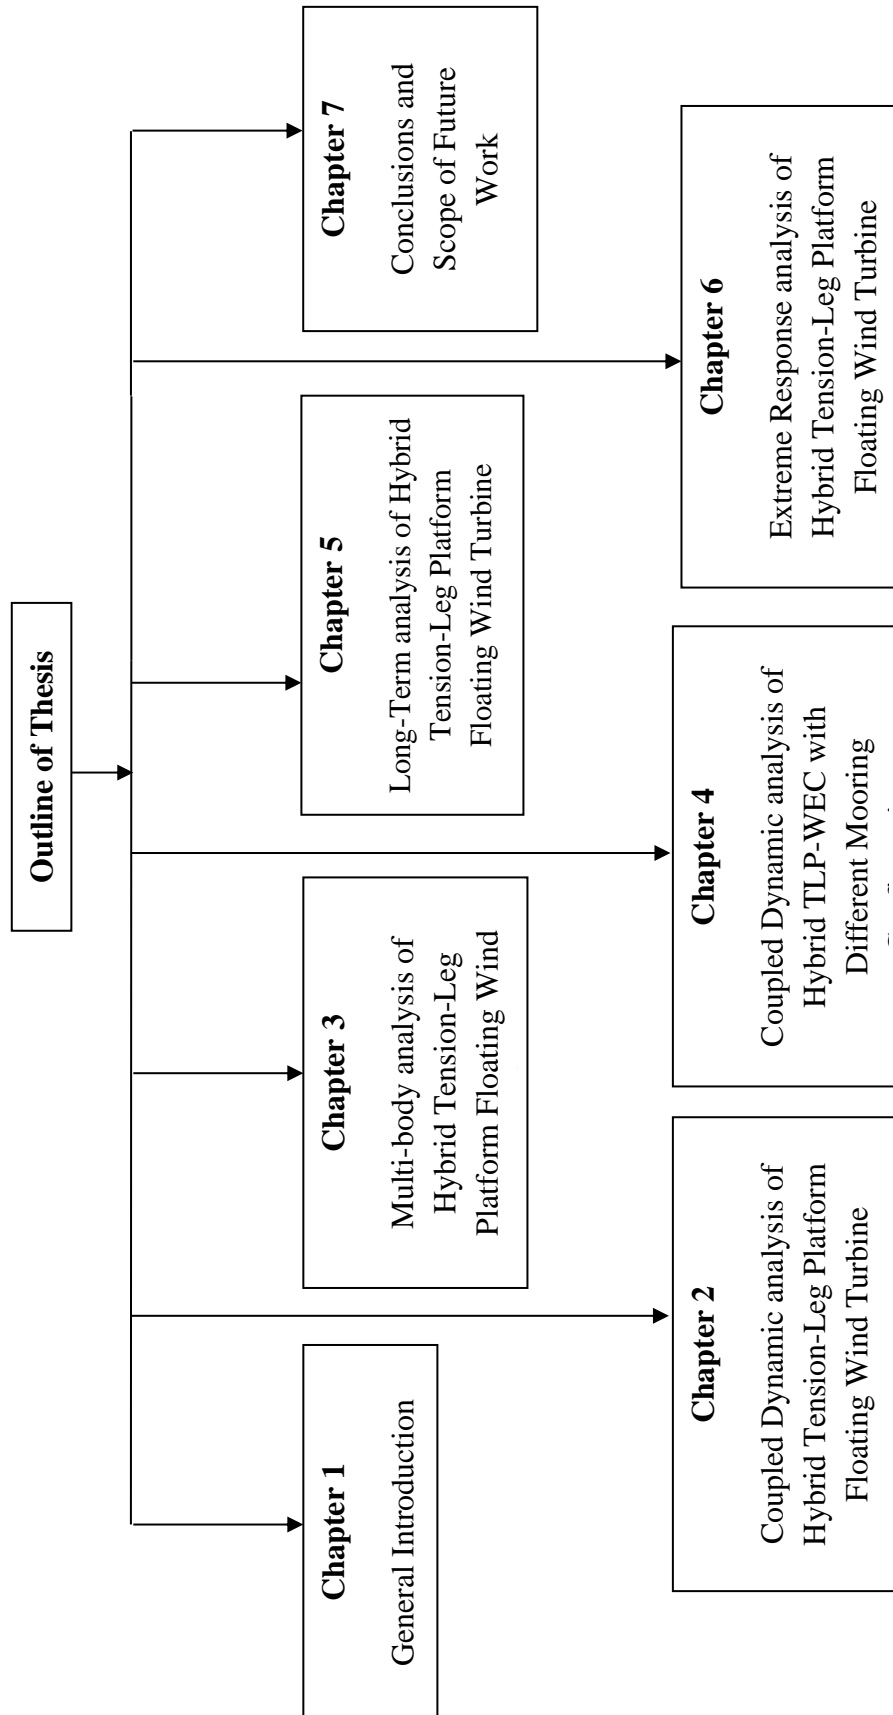 Outline of Thesis
Chapter 1
General Introduction
Chapter 2
Coupled Dynamic analysis of
Hybrid Tension-Leg Platform
Floating Wind Turbine
Chapter 3
Multi-body analysis of
Hybrid Tension-Leg
Platform Floating Wind
Chapter 4
Coupled Dynamic analysis of
Hybrid TLP-WEC with
Different Mooring
Chapter 5
Long-Term analysis of Hybrid
Tension-Leg Platform
Floating Wind Turbine
Chapter 6
Extreme Response analysis of
Hybrid Tension-Leg Platform
Floating Wind Turbine
Chapter 7
Conclusions and
Scope of Future
Work